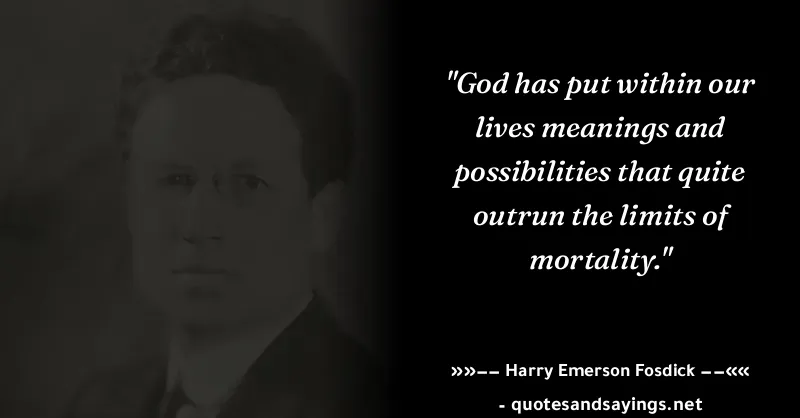 "God has put within our
lives meanings and
possibilities that quite
outrun the limits of
mortality."
»»−− Harry Emerson Fosdick −−««
- quotesandsayings.net